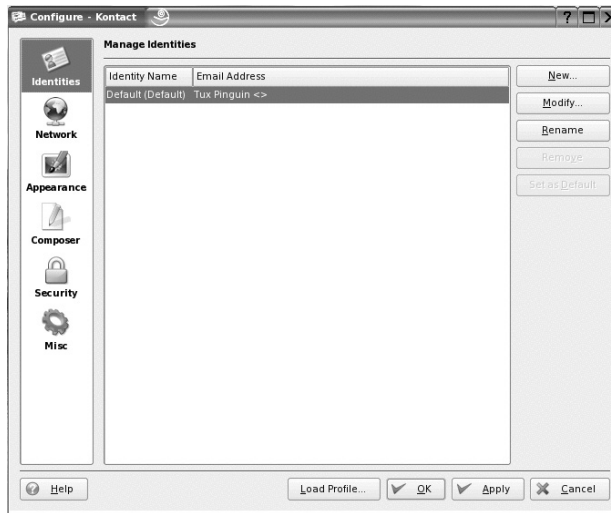 Configure - Kontact
Identities
Network
Appearance
Composer
Security
Misc
Manage Identities
Identity Name Email Address
Default (Default) Tux Pinguin <>
New...
Modify...
Rename
Remove
Set as Default
Help
Load Profile...
OK
Apply
Cancel